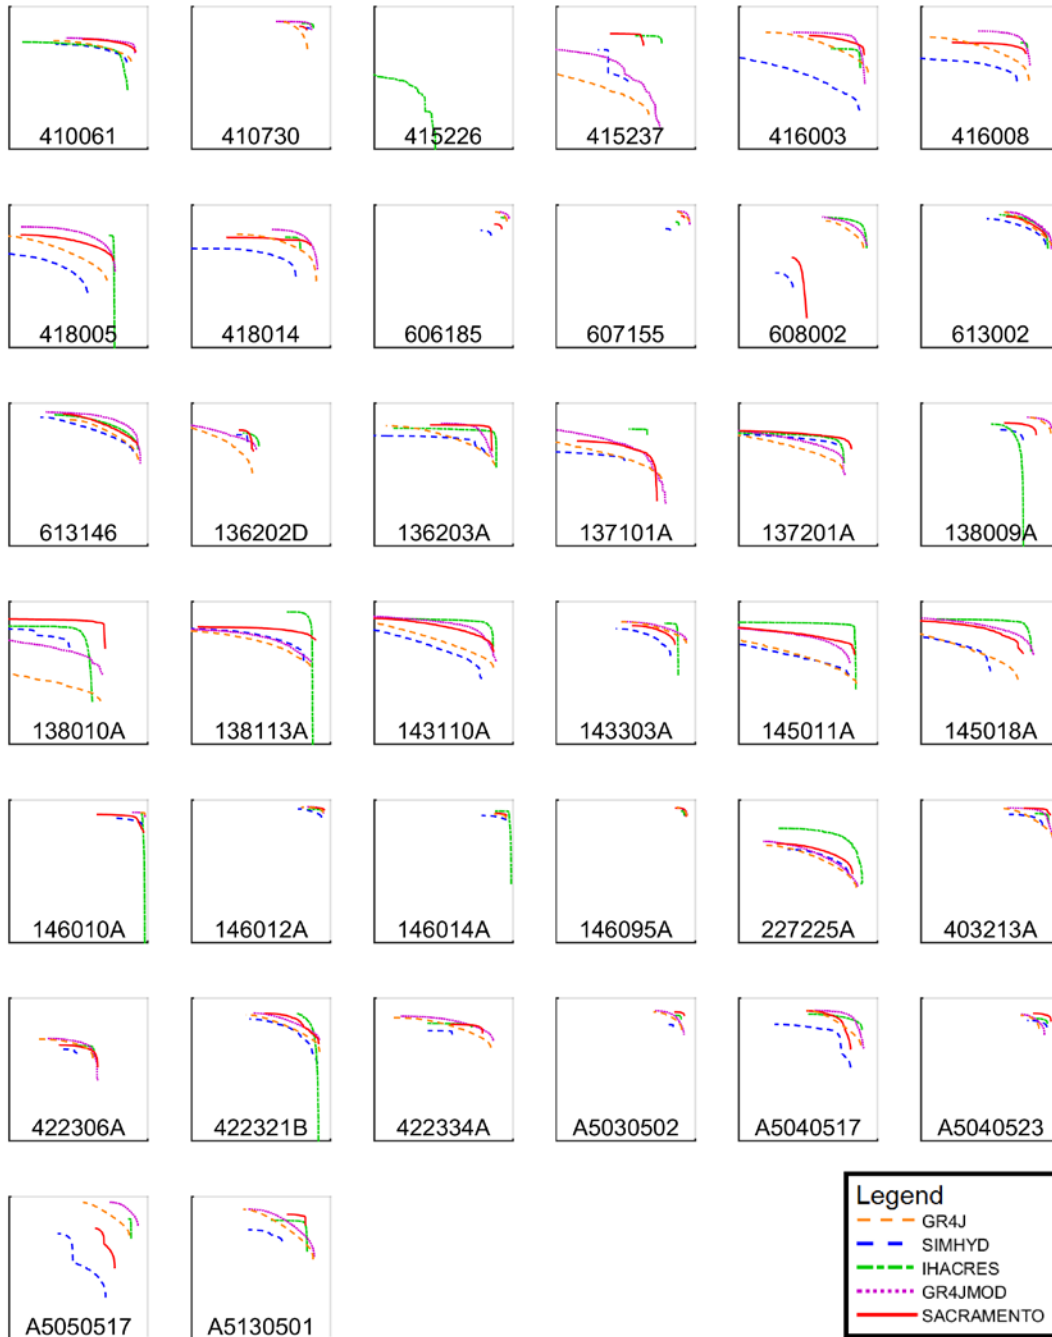 410061 410730 415226 415237 416003 416008
418005 418014 606185 607155 608002 613002
613146 136202D 136203A 137101A 137201A 138009A
138010A 138113A 143110A 143303A 145011A 145018A
146010A 146012A 146014A 146095A 227225A 403213A
422306A 422321B 422334A A5030502 A5040517 A5040523
A5050517 A5130501
Legend
GR4J
SIMHYD
IHACRES
GR4JMOD
SACRAMENTO